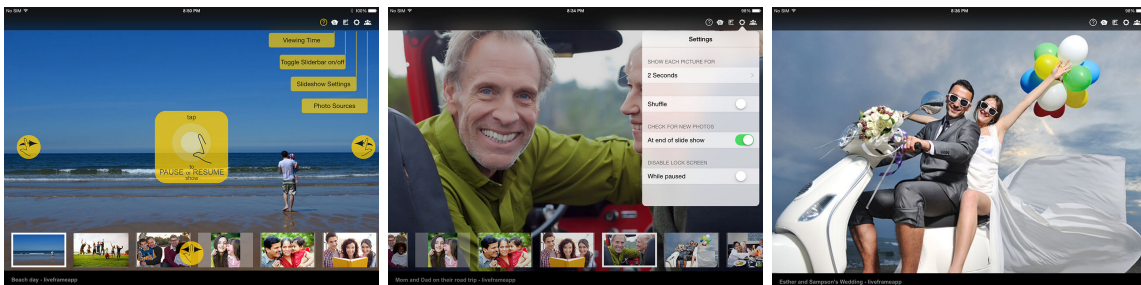 No SIM
8:50 PM
100%
Viewing Time
Toggle Sliderbar on/off
Slideshow Settings
Photo Sources
tap
to
PAUSE or RESUME
show
Beach day - liveframeapp
No SIM
8:34 PM
98%
Settings
SHOW EACH PICTURE FOR
2 Seconds
Shuffle
CHECK FOR NEW PHOTOS
At end of slide show
DISABLE LOCK SCREEN
While paused
Mom and Dad on their road trip - liveframeapp
No SIM
8:36 PM
98%
Esther and Sampson's Wedding - liveframeapp